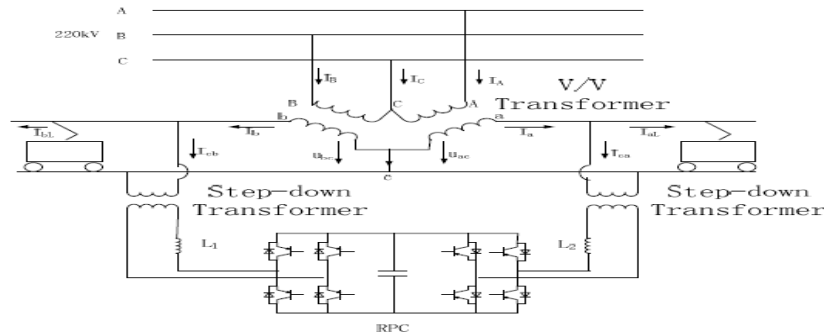 A
220kV B
C
I_B I_C I_A
V/V
Transformer
B C A
b a
I_bL I_b I_a I_aL
I_cb u_bc u_ac I_ca
C
Step-down
Transformer
Step-down
Transformer
L_1 L_2
RPC